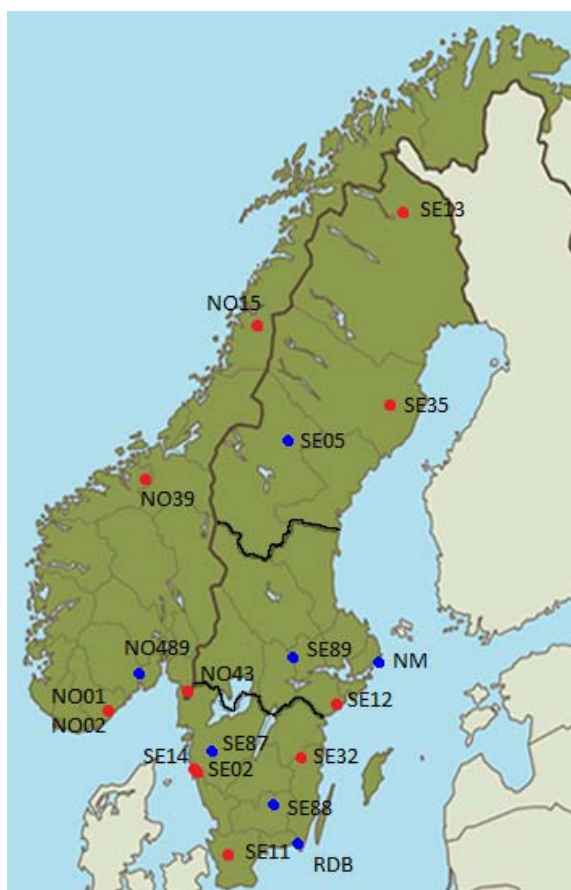 SE13
NO15
SE35
SE05
NO39
NO489
SE89
NM
NO43
NO01
NO02
SE12
SE87
SE14
SE02
SE32
SE88
SE11
RDB